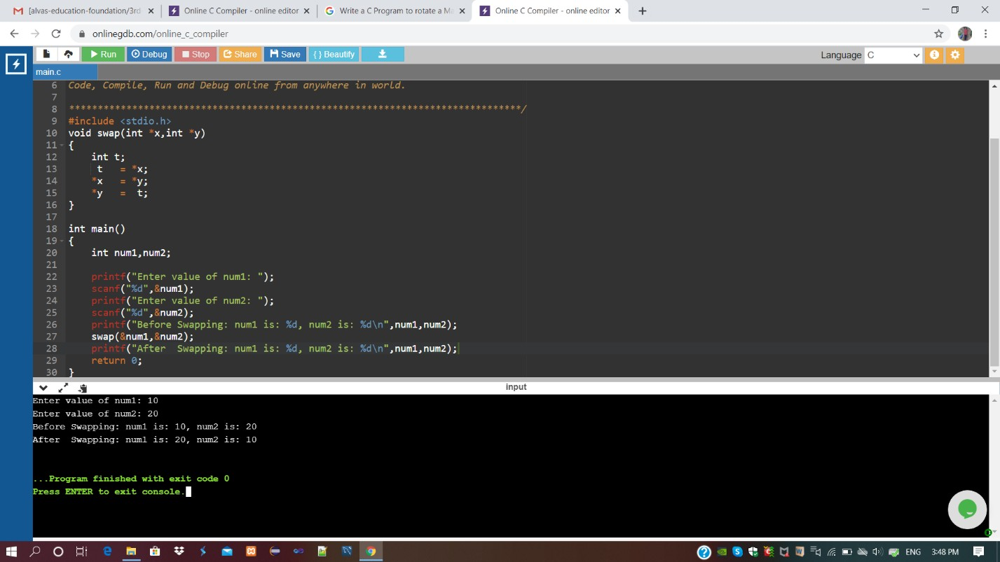 [alvas-education-foundation/3rd
Online C Compiler - online editor
Write a C Program to rotate a Ma
Online C Compiler - online editor
onlinegdb.com/online_c_compiler
Run Debug Stop Share Save { } Beautify
Language C
main.c
6 Code, Compile, Run and Debug online from anywhere in world.
7
8 *******************************************************************************/
9 #include <stdio.h>
10 void swap(int *x,int *y)
11 {
12     int t;
13      t   = *x;
14     *x   = *y;
15     *y   =  t;
16 }
17
18 int main()
19 {
20     int num1,num2;
21
22     printf("Enter value of num1: ");
23     scanf("%d",&num1);
24     printf("Enter value of num2: ");
25     scanf("%d",&num2);
26     printf("Before Swapping: num1 is: %d, num2 is: %d\n",num1,num2);
27     swap(&num1,&num2);
28     printf("After  Swapping: num1 is: %d, num2 is: %d\n",num1,num2);
29     return 0;
30 }
input
Enter value of num1: 10
Enter value of num2: 20
Before Swapping: num1 is: 10, num2 is: 20
After  Swapping: num1 is: 20, num2 is: 10
...Program finished with exit code 0
Press ENTER to exit console.
ENG 3:48 PM